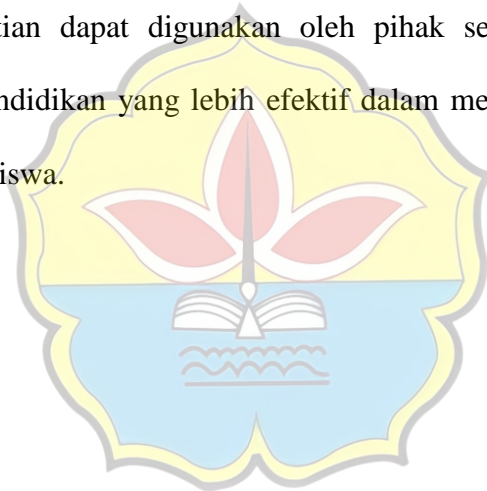 tian dapat digunakan oleh pihak se
ndidikan yang lebih efektif dalam me
iswa.